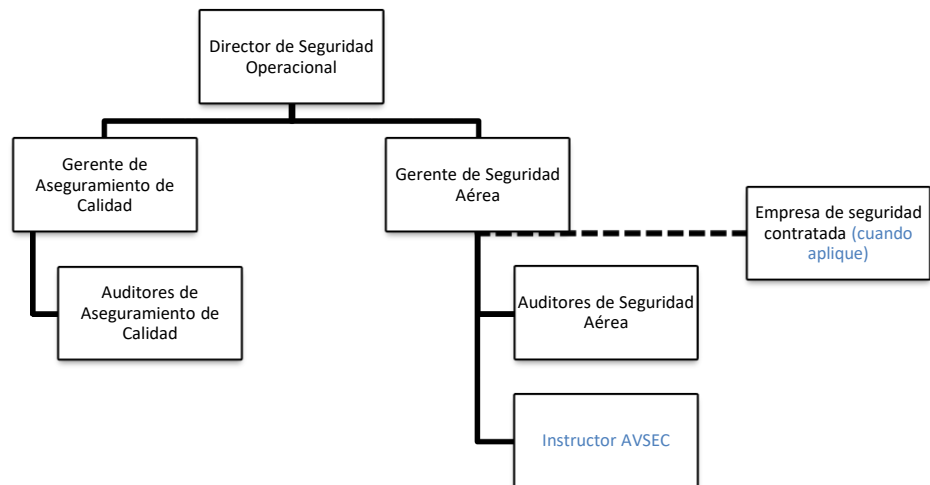 Director de Seguridad
Operacional
Gerente de
Aseguramiento de
Calidad
Gerente de Seguridad
Aérea
Empresa de seguridad
contratada (cuando
aplique)
Auditores de
Aseguramiento de
Calidad
Auditores de Seguridad
Aérea
Instructor AVSEC